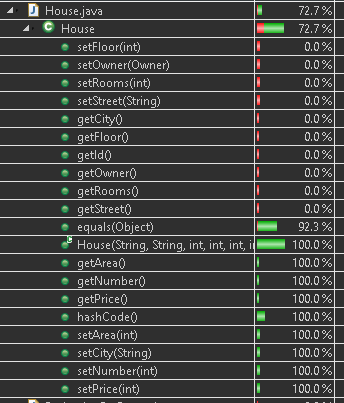 House.java 72.7 %
House 72.7 %
setFloor(int) 0.0 %
setOwner(Owner) 0.0 %
setRooms(int) 0.0 %
setStreet(String) 0.0 %
getCity() 0.0 %
getFloor() 0.0 %
getId() 0.0 %
getOwner() 0.0 %
getRooms() 0.0 %
getStreet() 0.0 %
equals(Object) 92.3 %
House(String, String, int, int, int, i 100.0 %
getArea() 100.0 %
getNumber() 100.0 %
getPrice() 100.0 %
hashCode() 100.0 %
setArea(int) 100.0 %
setCity(String) 100.0 %
setNumber(int) 100.0 %
setPrice(int) 100.0 %